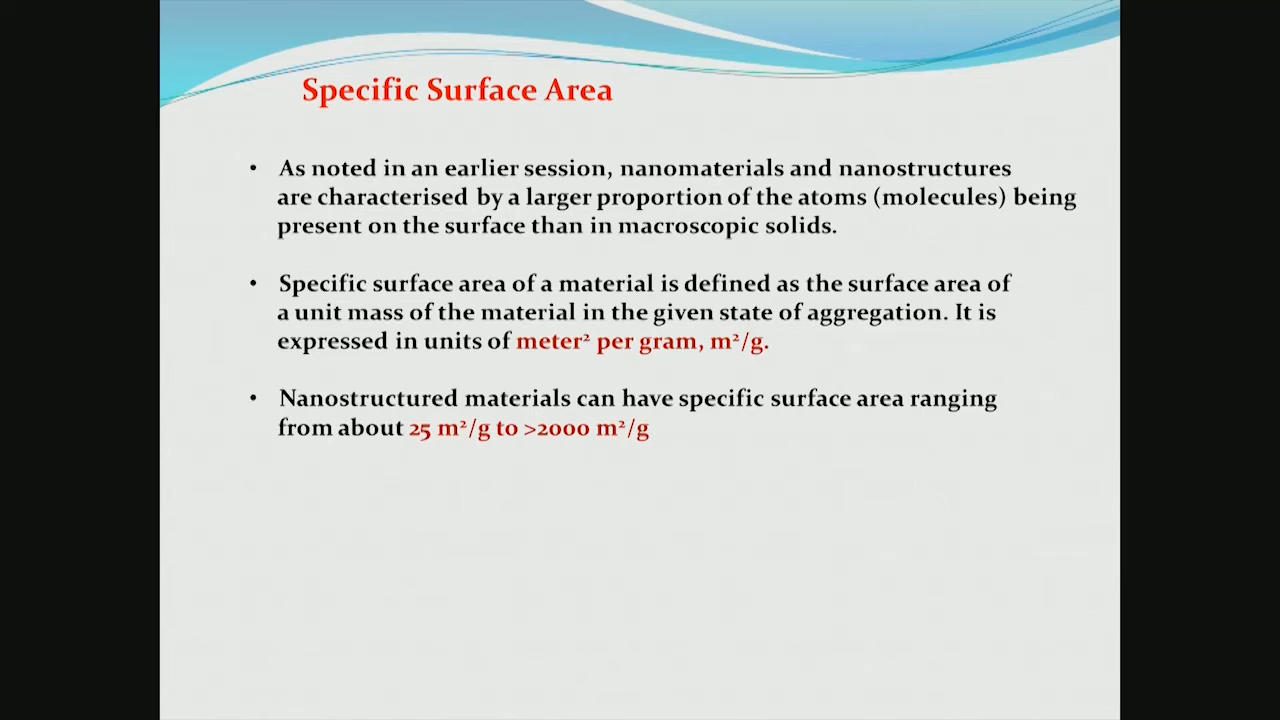 Specific Surface Area
• As noted in an earlier session, nanomaterials and nanostructures
are characterised by a larger proportion of the atoms (molecules) being
present on the surface than in macroscopic solids.
• Specific surface area of a material is defined as the surface area of
a unit mass of the material in the given state of aggregation. It is
expressed in units of meter² per gram, m²/g.
• Nanostructured materials can have specific surface area ranging
from about 25 m²/g to >2000 m²/g